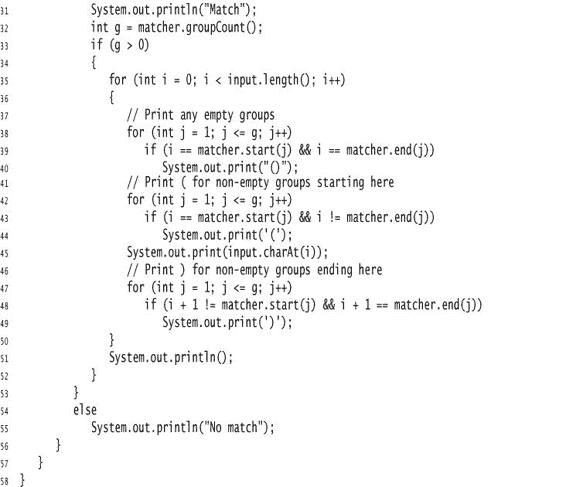 31 System.out.println("Match");
32 int g = matcher.groupCount();
33 if (g > 0)
34 {
35 for (int i = 0; i < input.length(); i++)
36 {
37 // Print any empty groups
38 for (int j = 1; j <= g; j++)
39 if (i == matcher.start(j) && i == matcher.end(j))
40 System.out.print("()");
41 // Print ( for non-empty groups starting here
42 for (int j = 1; j <= g; j++)
43 if (i == matcher.start(j) && i != matcher.end(j))
44 System.out.print('(');
45 System.out.print(input.charAt(i));
46 // Print ) for non-empty groups ending here
47 for (int j = 1; j <= g; j++)
48 if (i + 1 != matcher.start(j) && i + 1 == matcher.end(j))
49 System.out.print(')');
50 }
51 System.out.println();
52 }
53 }
54 else
55 System.out.println("No match");
56 }
57 }
58 }